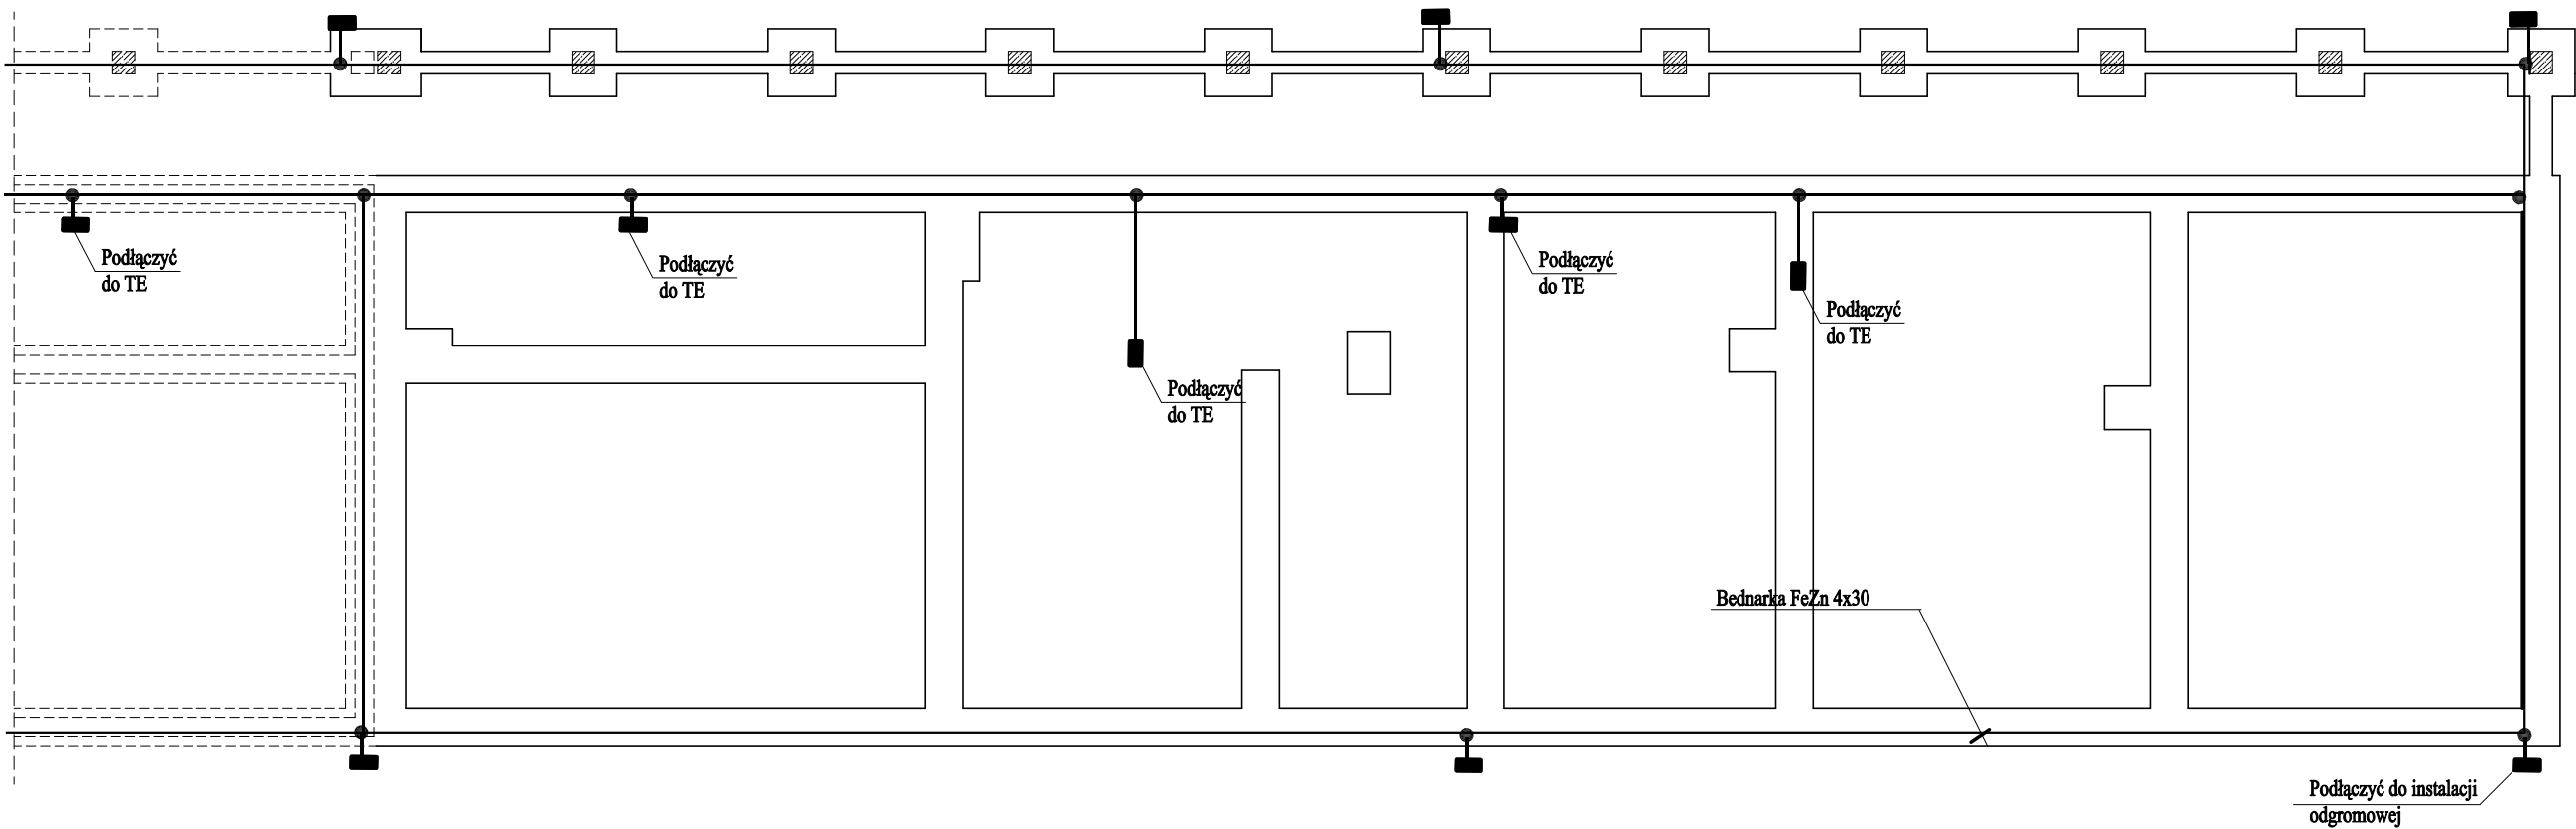 Podłączyć
do TE
Podłączyć
do TE
Podłączyć
do TE
Podłączyć
do TE
Podłączyć
do TE
Bednarka FeZn 4x30
Podłączyć do instalacji
odgromowej